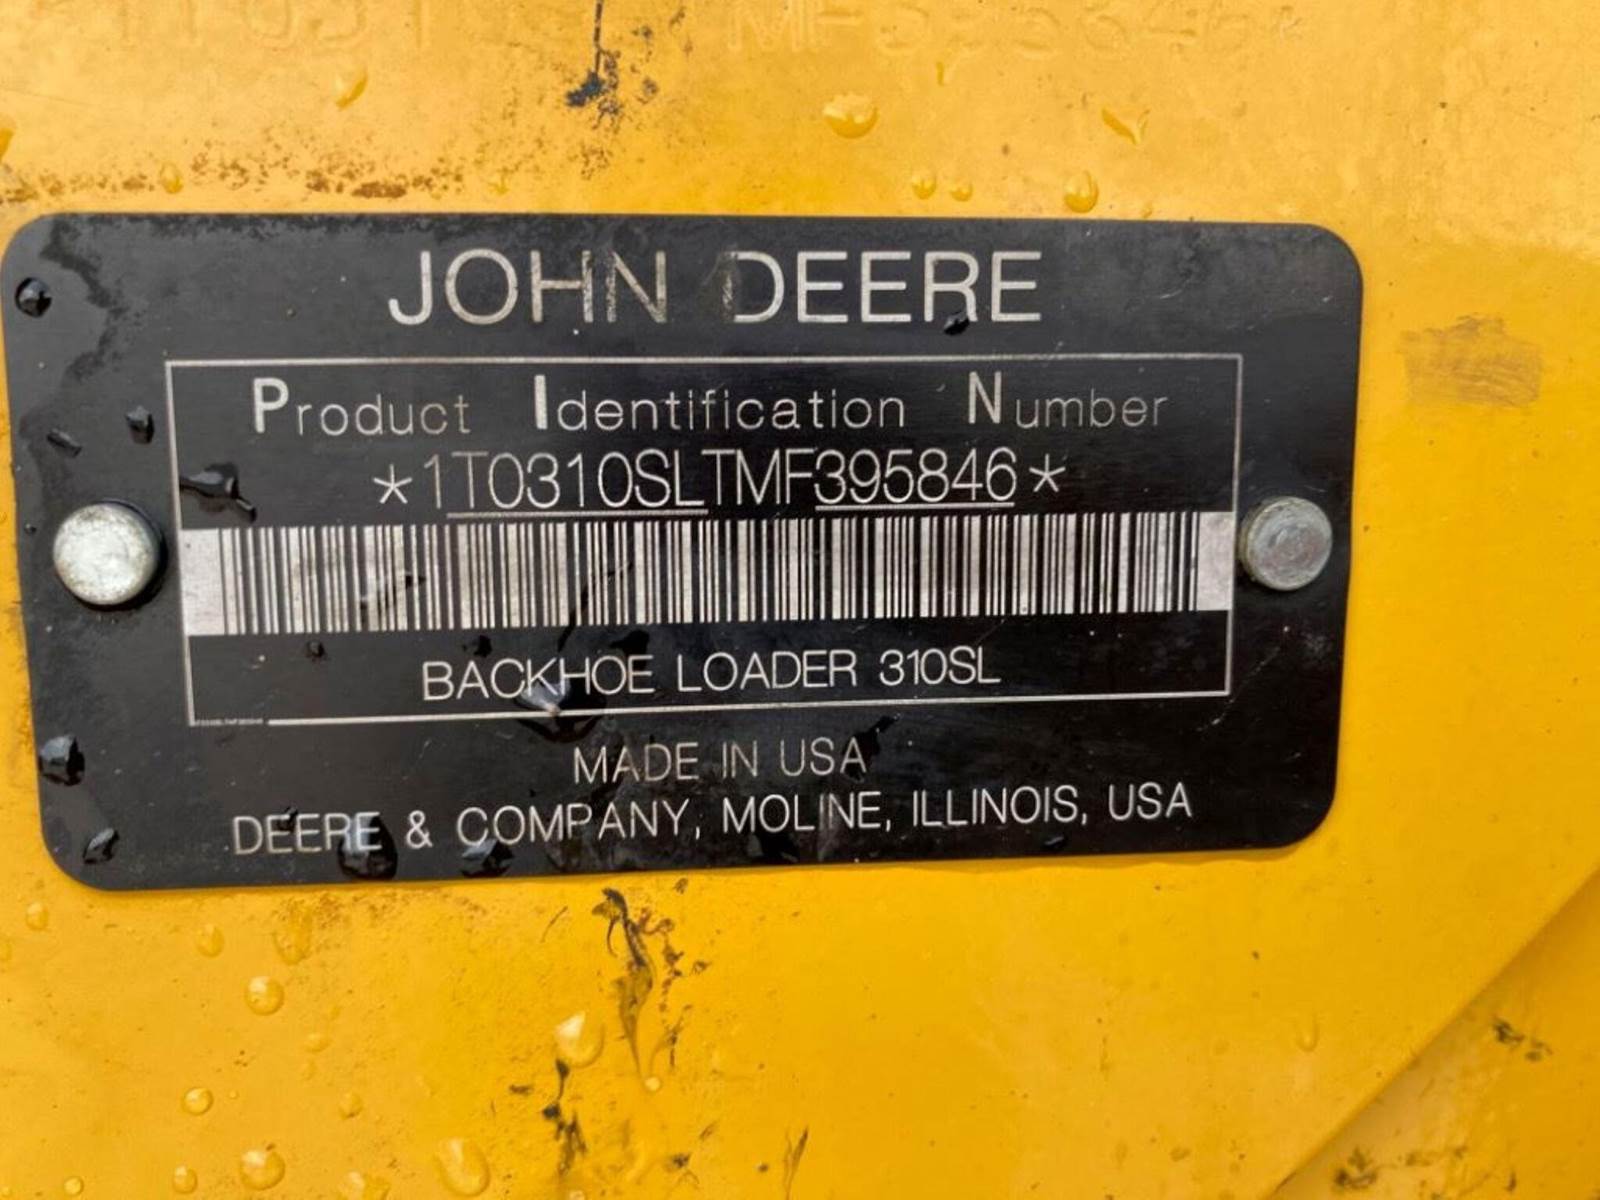 JOHN DEERE
Product Identification Number
*1T0310SLTMF395846*
BACKHOE LOADER 310SL
MADE IN USA
DEERE & COMPANY, MOLINE, ILLINOIS, USA